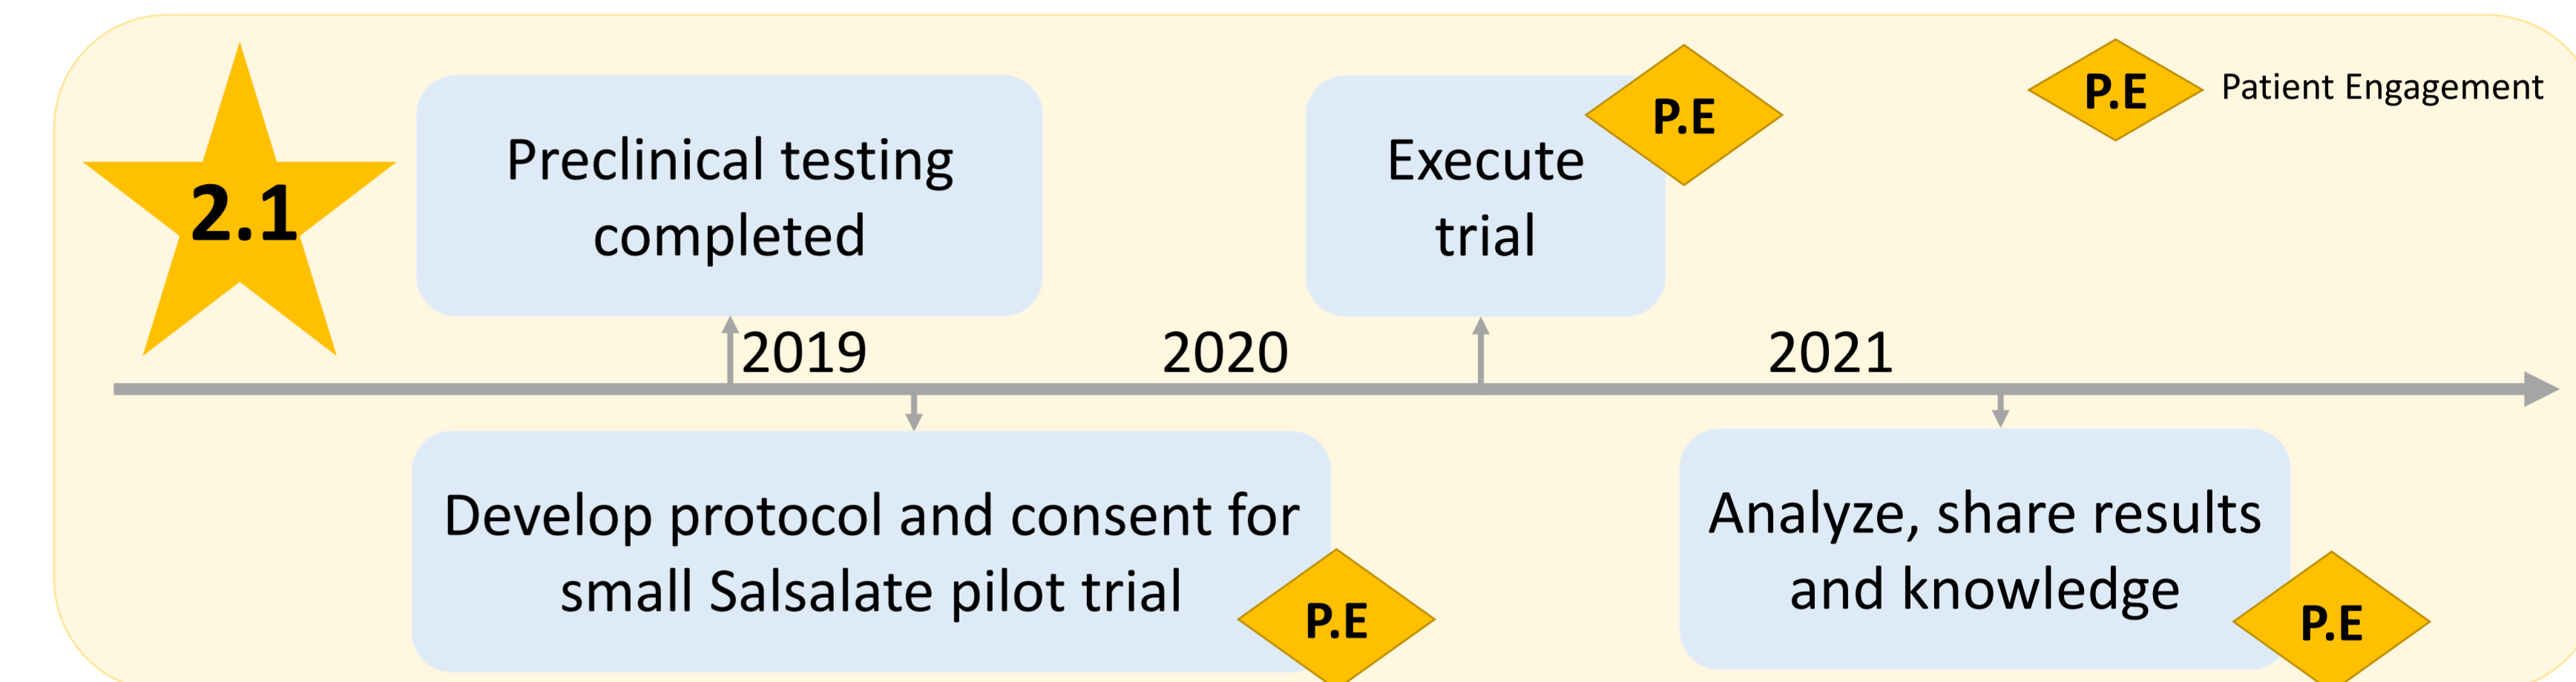 2.1
Preclinical testing
completed
Execute
trial
P.E
P.E
Patient Engagement
2019
2020
2021
Develop protocol and consent for
small Salsalate pilot trial
P.E
Analyze, share results
and knowledge
P.E